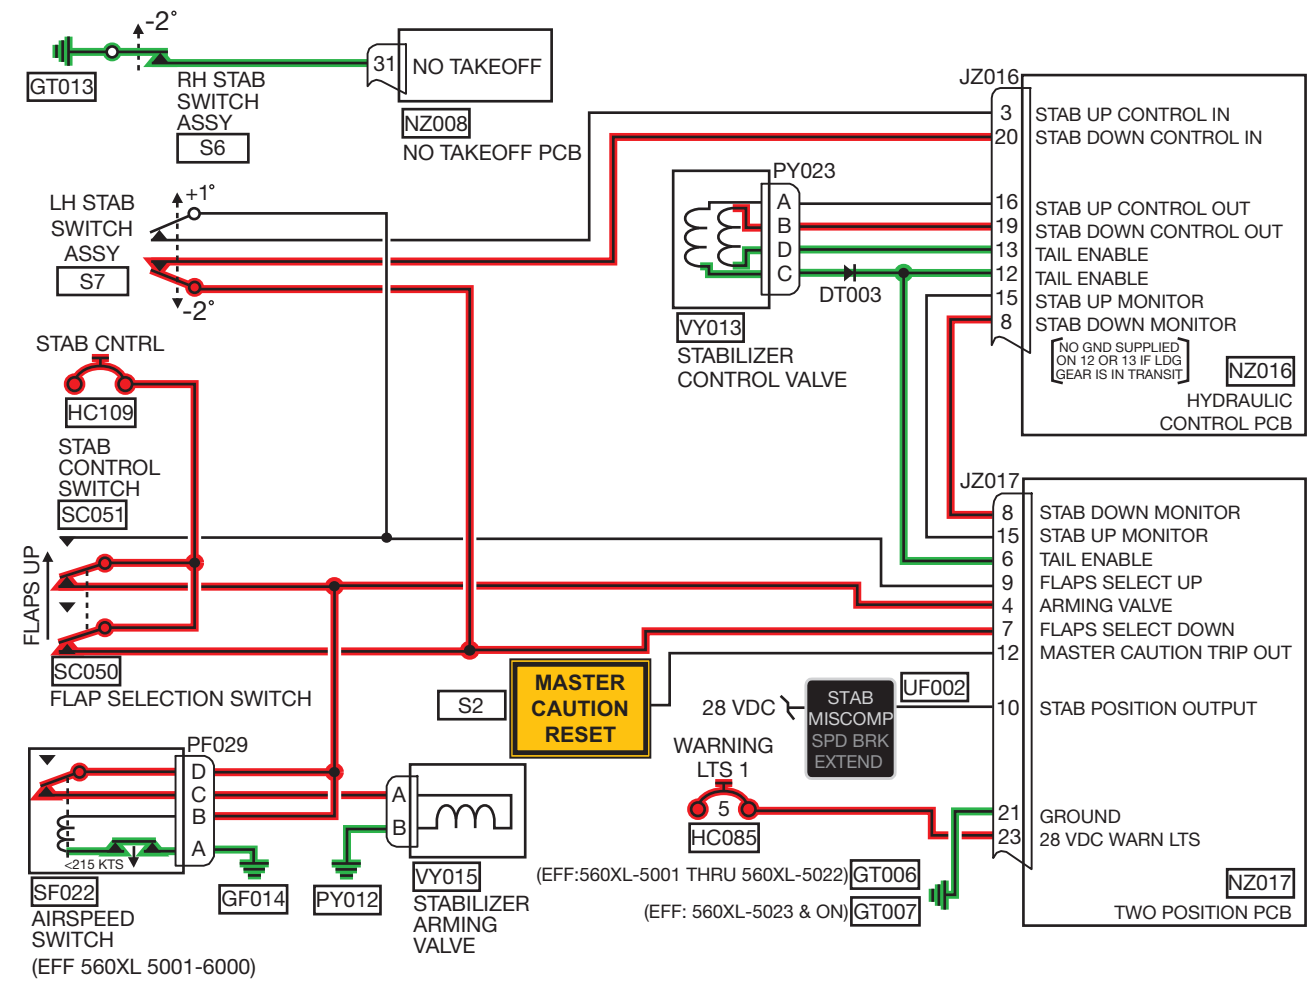 -2°
GT013
RH STAB
SWITCH
ASSY
S6
31
NO TAKEOFF
NZ008
NO TAKEOFF PCB
LH STAB
SWITCH
ASSY
S7
+1°
-2°
STAB CNTRL
HC109
STAB
CONTROL
SWITCH
SC051
FLAPS UP
SC050
FLAP SELECTION SWITCH
PY023
A
B
D
C
DT003
VY013
STABILIZER
CONTROL VALVE
JZ016
3 STAB UP CONTROL IN
20 STAB DOWN CONTROL IN
16 STAB UP CONTROL OUT
19 STAB DOWN CONTROL OUT
13 TAIL ENABLE
12 TAIL ENABLE
15 STAB UP MONITOR
8 STAB DOWN MONITOR
NO GND SUPPLIED
ON 12 OR 13 IF LDG
GEAR IS IN TRANSIT
NZ016
HYDRAULIC
CONTROL PCB
JZ017
8 STAB DOWN MONITOR
15 STAB UP MONITOR
6 TAIL ENABLE
9 FLAPS SELECT UP
4 ARMING VALVE
7 FLAPS SELECT DOWN
12 MASTER CAUTION TRIP OUT
10 STAB POSITION OUTPUT
21 GROUND
23 28 VDC WARN LTS
NZ017
TWO POSITION PCB
S2
MASTER
CAUTION
RESET
28 VDC
STAB
MISCOMP
SPD BRK
EXTEND
UF002
WARNING
LTS 1
5
HC085
(EFF:560XL-5001 THRU 560XL-5022) GT006
(EFF: 560XL-5023 & ON) GT007
PF029
D
C
B
A
<215 KTS
SF022
AIRSPEED
SWITCH
(EFF 560XL 5001-6000)
GF014
PY012
A
B
VY015
STABILIZER
ARMING
VALVE